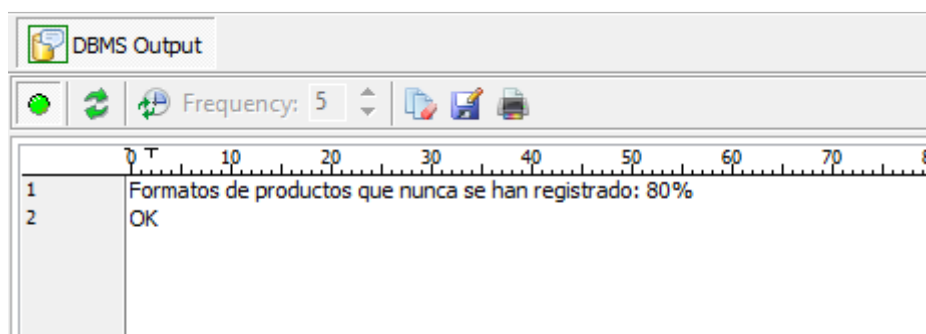 DBMS Output
Frequency: 5
0 10 20 30 40 50 60 70
1 Formatos de productos que nunca se han registrado: 80%
2 OK